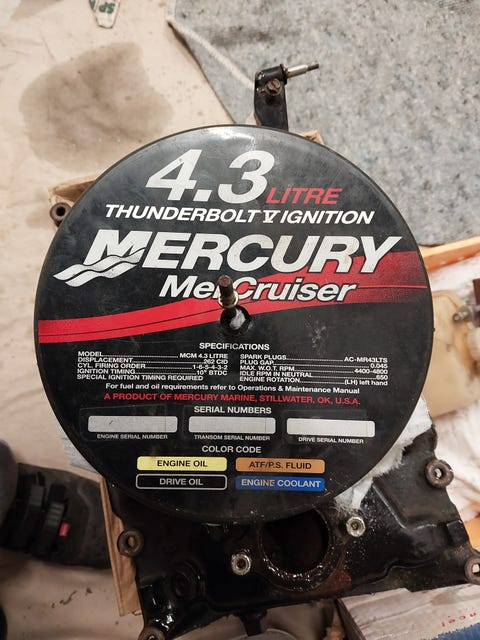 4.3 LITRE
THUNDERBOLT V IGNITION
MERCURY
MerCruiser
SPECIFICATIONS
MODEL MCM 4.3 LITRE
DISPLACEMENT 262 CID
CYL. FIRING ORDER 1-6-5-4-3-2
IGNITION TIMING 10° BTDC
SPECIAL IGNITION TIMING REQUIRED
SPARK PLUGS AC-MR43LTS
PLUG GAP 0.045
MAX. W.O.T. RPM 4400-4800
IDLE RPM IN NEUTRAL 650
ENGINE ROTATION (LH) left hand
For fuel and oil requirements refer to Operations & Maintenance Manual
A PRODUCT OF MERCURY MARINE, STILLWATER, OK, U.S.A.
SERIAL NUMBERS
ENGINE SERIAL NUMBER
TRANSOM SERIAL NUMBER
DRIVE SERIAL NUMBER
COLOR CODE
ENGINE OIL
ATF/P.S. FLUID
DRIVE OIL
ENGINE COOLANT